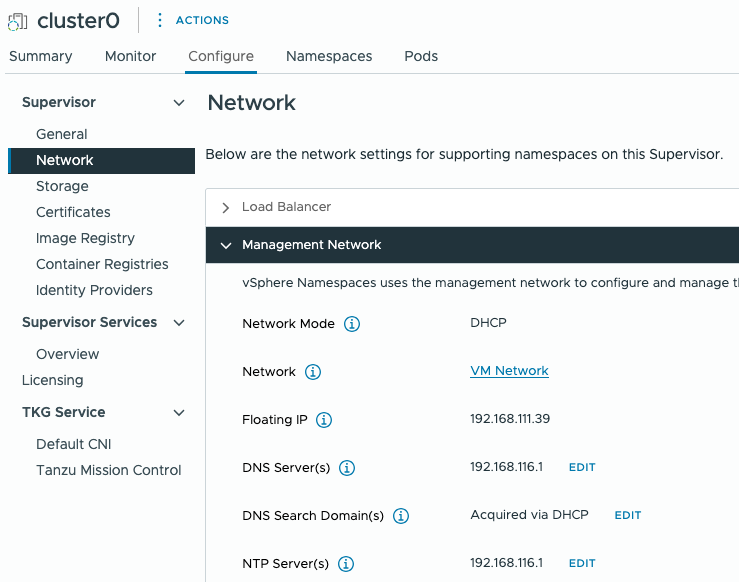 cluster0 ACTIONS
Summary Monitor Configure Namespaces Pods
Supervisor
General
Network
Storage
Certificates
Image Registry
Container Registries
Identity Providers
Supervisor Services
Overview
Licensing
TKG Service
Default CNI
Tanzu Mission Control
Network
Below are the network settings for supporting namespaces on this Supervisor.
Load Balancer
Management Network
vSphere Namespaces uses the management network to configure and manage
Network Mode DHCP
Network VM Network
Floating IP 192.168.111.39
DNS Server(s) 192.168.116.1 EDIT
DNS Search Domain(s) Acquired via DHCP EDIT
NTP Server(s) 192.168.116.1 EDIT